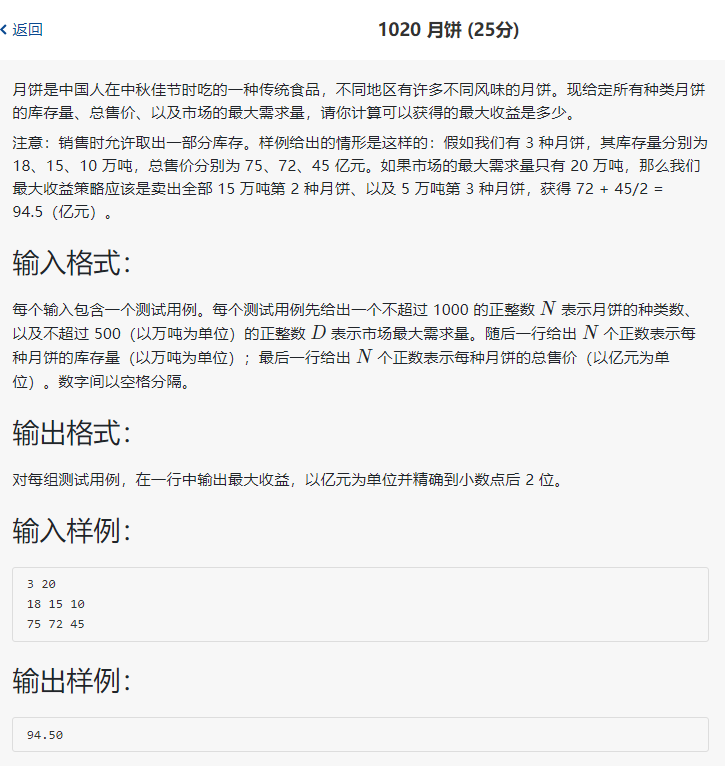 返回
1020 月饼 (25分)
月饼是中国人在中秋佳节时吃的一种传统食品，不同地区有许多不同风味的月饼。现给定所有种类月饼
的库存量、总售价、以及市场的最大需求量，请你计算可以获得的最大收益是多少。
注意：销售时允许取出一部分库存。样例给出的情形是这样的：假如我们有 3 种月饼，其库存量分别为
18、15、10 万吨，总售价分别为 75、72、45 亿元。如果市场的最大需求量只有 20 万吨，那么我们
最大收益策略应该是卖出全部 15 万吨第 2 种月饼、以及 5 万吨第 3 种月饼，获得 72 + 45/2 =
94.5（亿元）。
输入格式：
每个输入包含一个测试用例。每个测试用例先给出一个不超过 1000 的正整数 N 表示月饼的种类数、
以及不超过 500（以万吨为单位）的正整数 D 表示市场最大需求量。随后一行给出 N 个正数表示每
种月饼的库存量（以万吨为单位）；最后一行给出 N 个正数表示每种月饼的总售价（以亿元为单
位）。数字间以空格分隔。
输出格式：
对每组测试用例，在一行中输出最大收益，以亿元为单位并精确到小数点后 2 位。
输入样例：
3 20
18 15 10
75 72 45
输出样例：
94.50